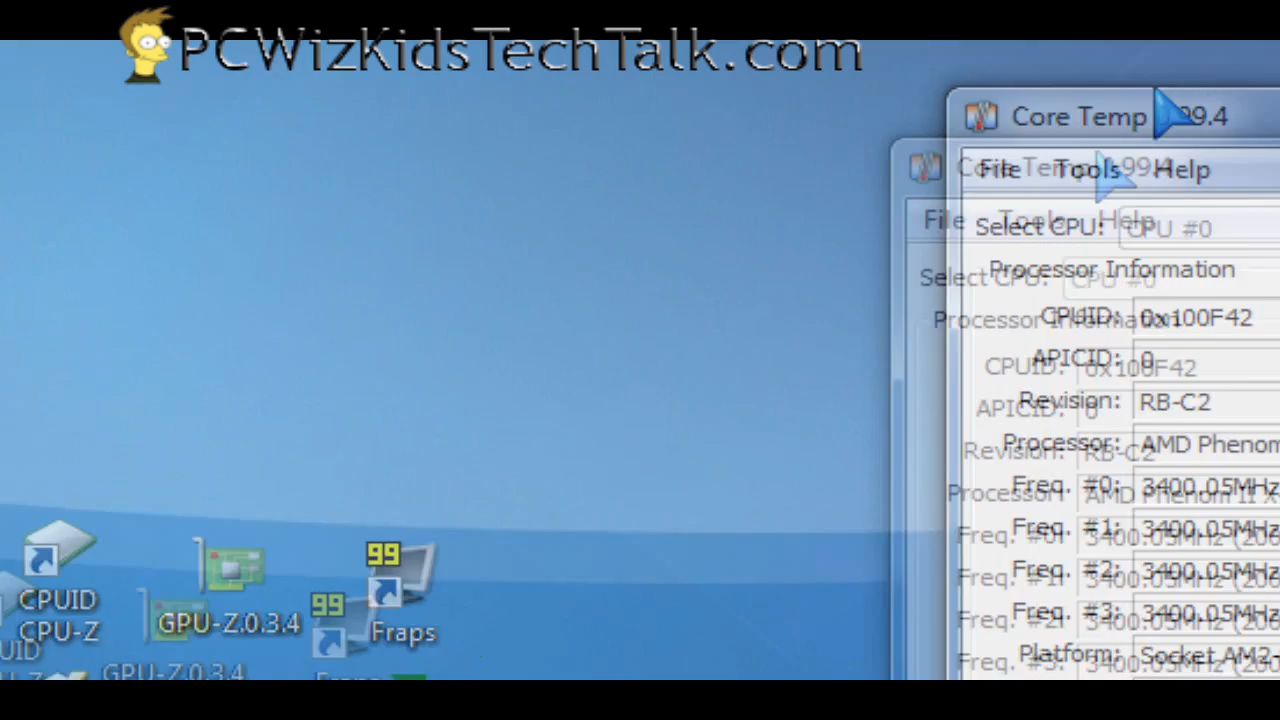 PCWizKidsTechTalk.com
Core Temp 99.4
File Tools Help
Select CPU: CPU #0
Processor Information
CPUID: 0x100F42
APICID: 0
Revision: RB-C2
Processor: AMD Phenom
Freq. #0: 3400.05MHz
Freq. #1: 3400.05MHz
Freq. #2: 3400.05MHz
Freq. #3: 3400.05MHz
Platform: Socket AM2
CPUID
CPU-Z
GPU-Z.0.3.4
99
Fraps